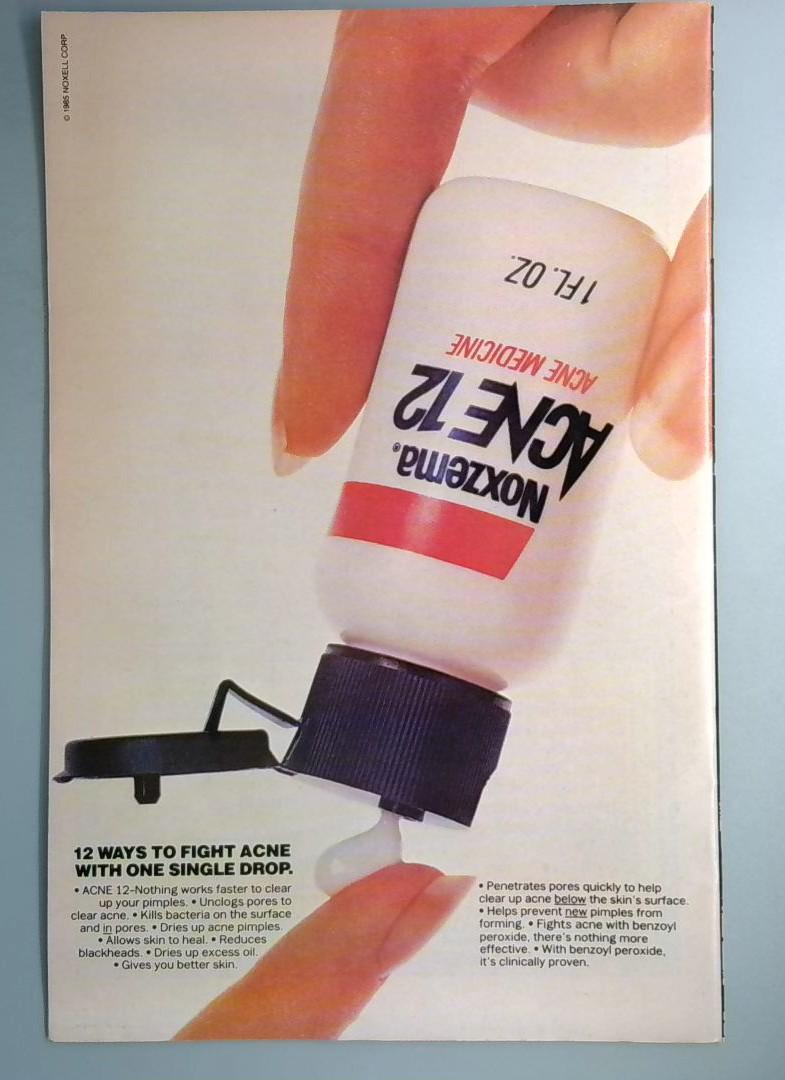 © 1985 NOXELL CORP.
1 FL. OZ.
ACNE MEDICINE
ACNE 12
Noxzema®
12 WAYS TO FIGHT ACNE
WITH ONE SINGLE DROP.
• ACNE 12–Nothing works faster to clear
up your pimples. • Unclogs pores to
clear acne. • Kills bacteria on the surface
and in pores. • Dries up acne pimples.
• Allows skin to heal. • Reduces
blackheads. • Dries up excess oil.
• Gives you better skin.
• Penetrates pores quickly to help
clear up acne below the skin's surface.
• Helps prevent new pimples from
forming. • Fights acne with benzoyl
peroxide, there's nothing more
effective. • With benzoyl peroxide,
it's clinically proven.